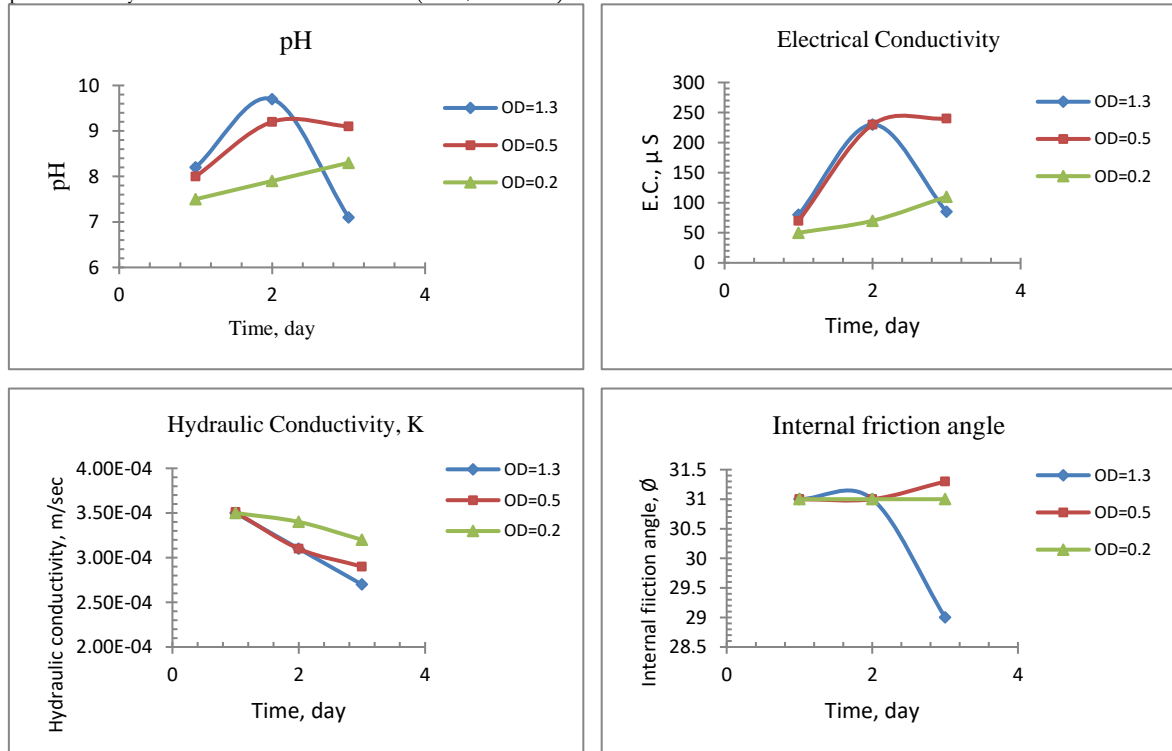 pH
10
9
8
7
6
pH
0
2
4
Time, day
OD=1.3
OD=0.5
OD=0.2
Electrical Conductivity
300
250
200
150
100
50
0
E.C., µ S
0
2
4
Time, day
OD=1.3
OD=0.5
OD=0.2
Hydraulic Conductivity, K
4.00E-04
3.50E-04
3.00E-04
2.50E-04
2.00E-04
Hydraulic conductivity, m/sec
0
2
4
Time, day
OD=1.3
OD=0.5
OD=0.2
Internal friction angle
31.5
31
30.5
30
29.5
29
28.5
Internal fiiction angle, Ø
0
2
4
Time, day
OD=1.3
OD=0.5
OD=0.2